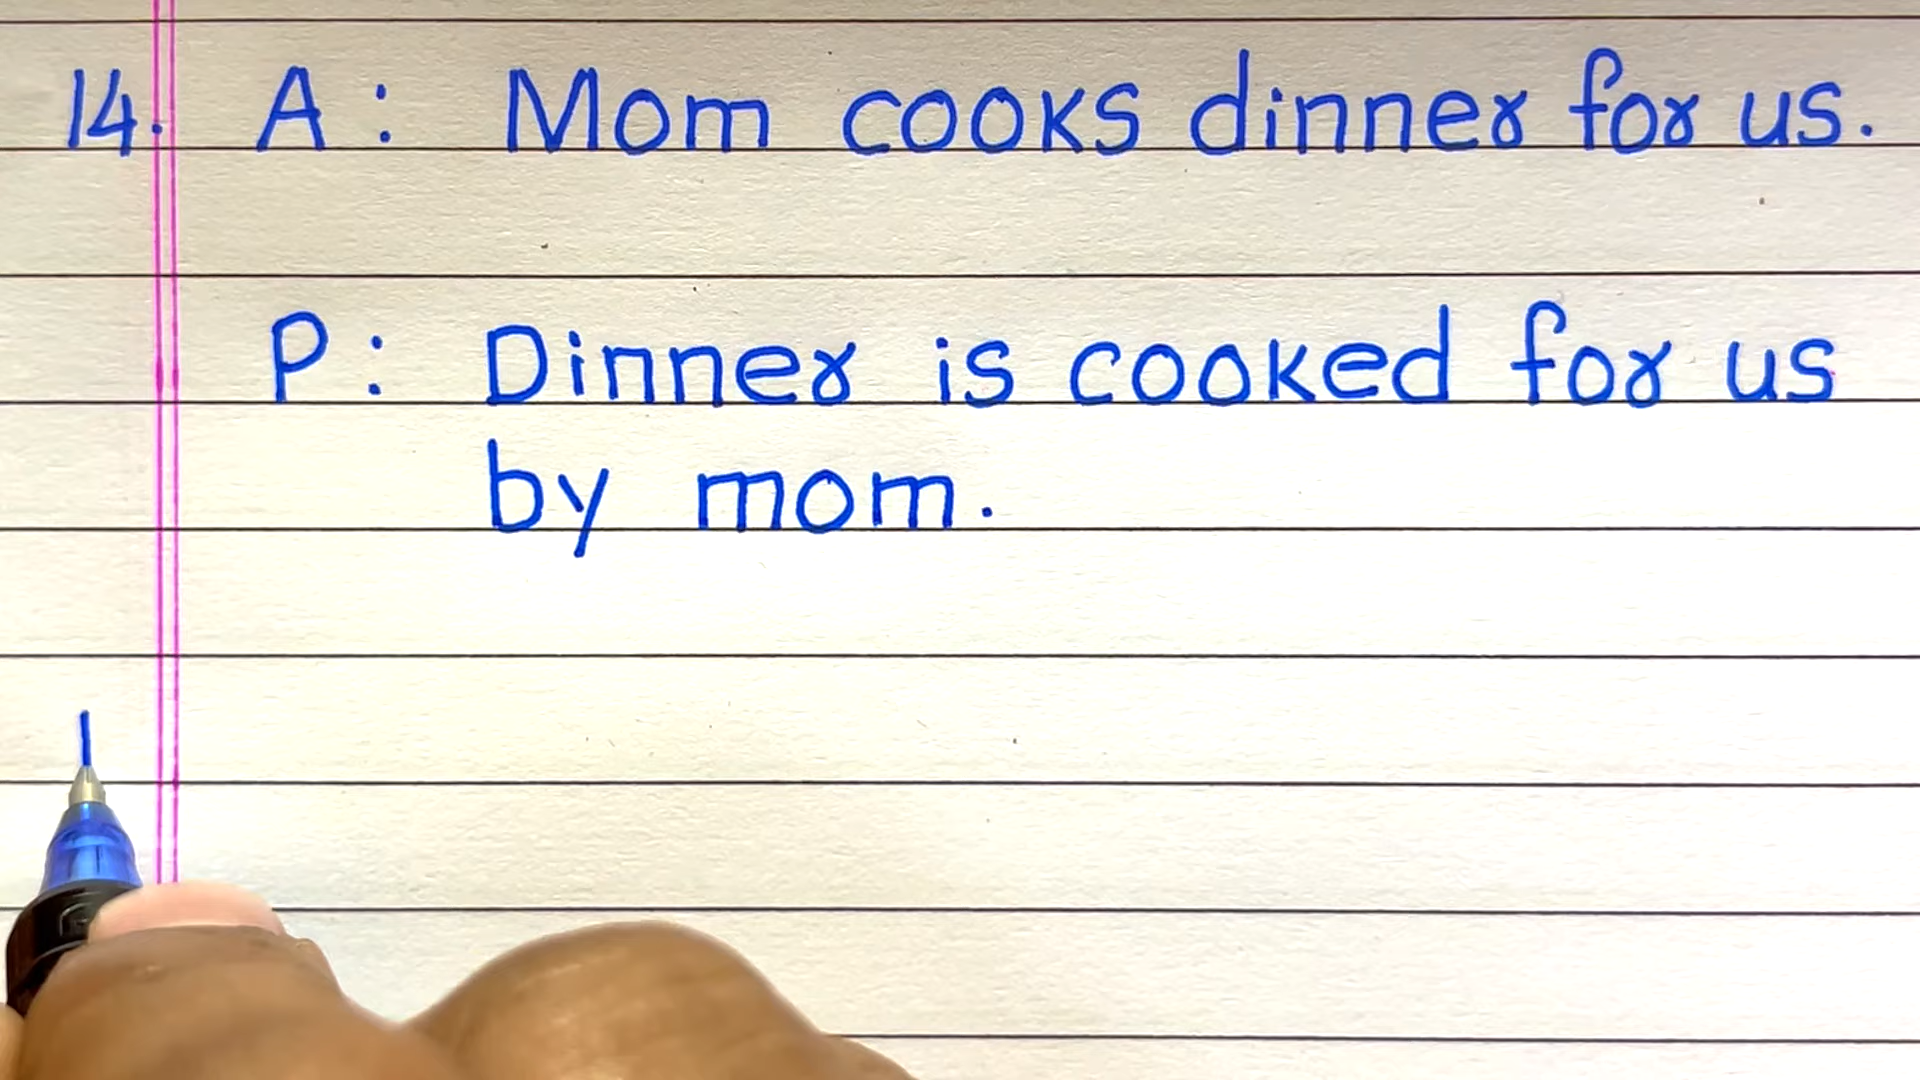 14. A : Mom cooks dinner for us.
P : Dinner is cooked for us
by mom.